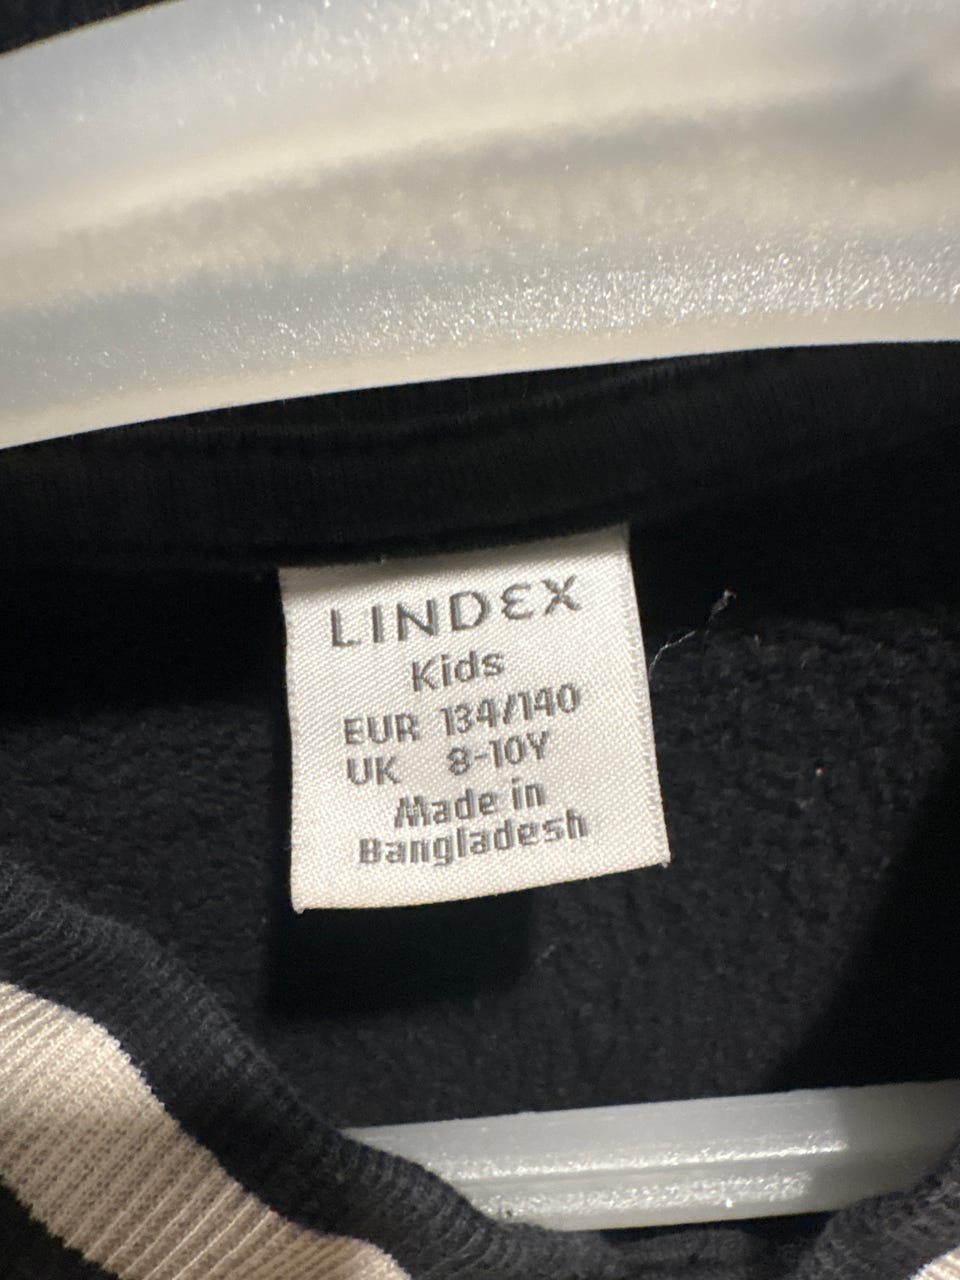 LINDEX
Kids
EUR 134/140
UK 8-10Y
Made in
Bangladesh